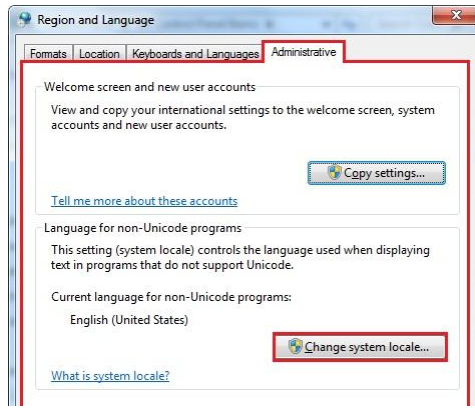 Region and Language
Formats Location Keyboards and Languages Administrative
Welcome screen and new user accounts
View and copy your international settings to the welcome screen, system
accounts and new user accounts.
Copy settings...
Tell me more about these accounts
Language for non-Unicode programs
This setting (system locale) controls the language used when displaying
text in programs that do not support Unicode.
Current language for non-Unicode programs:
English (United States)
Change system locale...
What is system locale?